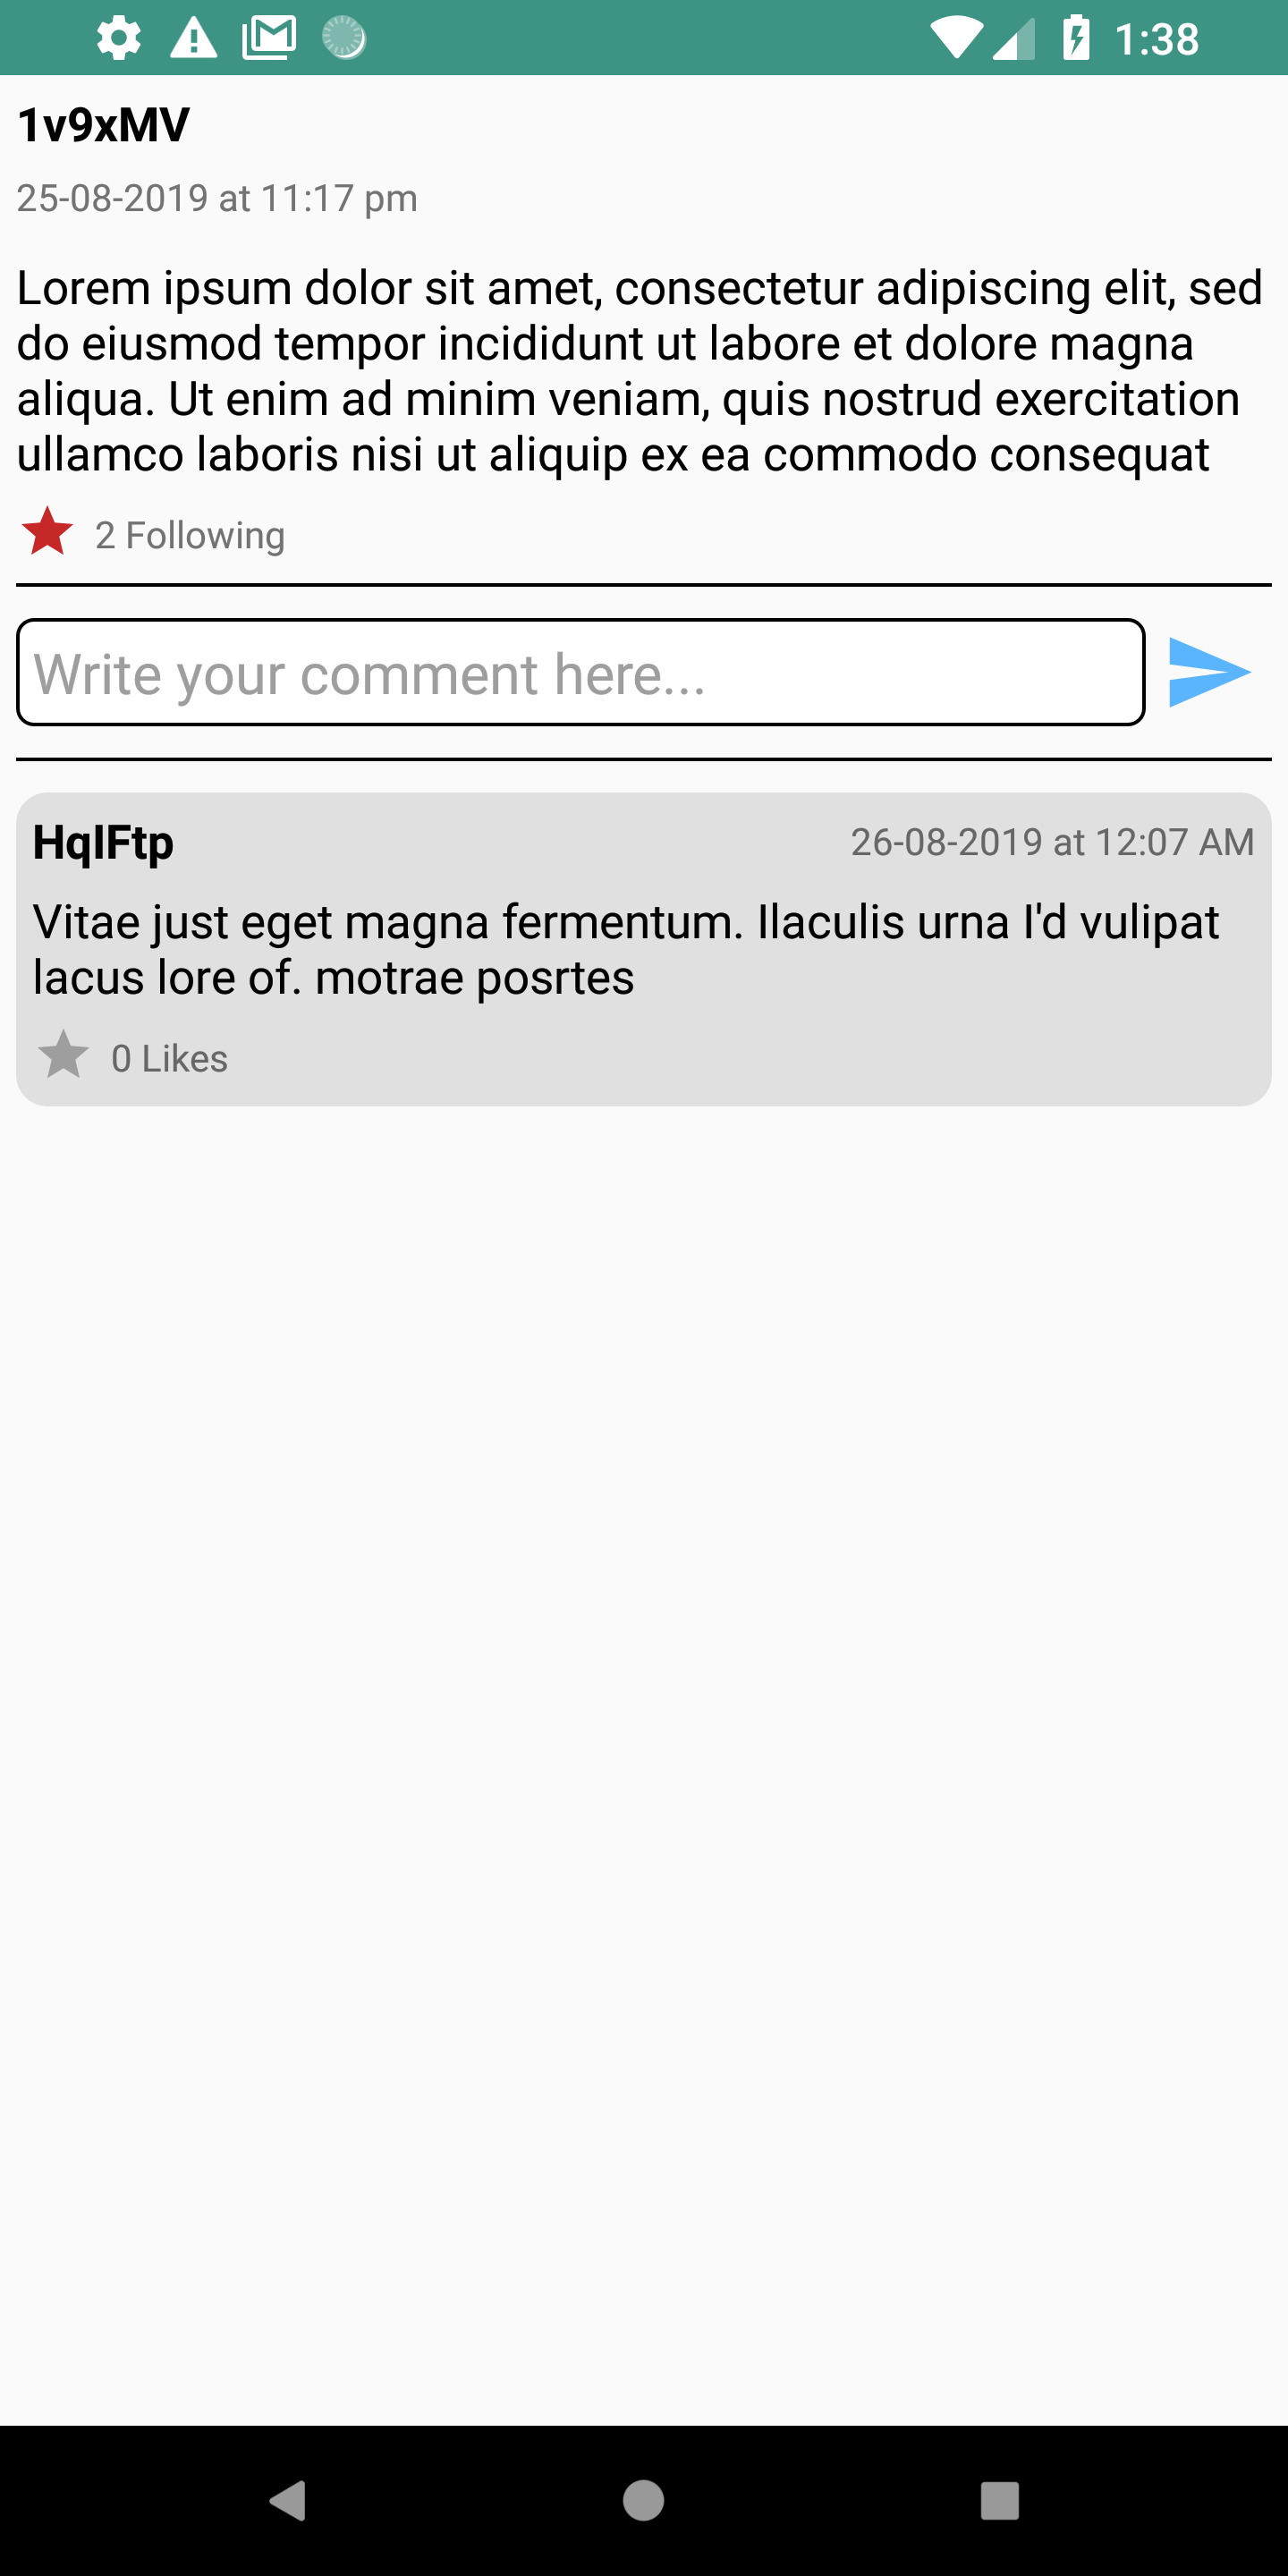 1:38
1v9xMV
25-08-2019 at 11:17 pm
Lorem ipsum dolor sit amet, consectetur adipiscing elit, sed
do eiusmod tempor incididunt ut labore et dolore magna
aliqua. Ut enim ad minim veniam, quis nostrud exercitation
ullamco laboris nisi ut aliquip ex ea commodo consequat
2 Following
Write your comment here...
HqIFtp 26-08-2019 at 12:07 AM
Vitae just eget magna fermentum. Ilaculis urna I'd vulipat
lacus lore of. motrae posrtes
0 Likes